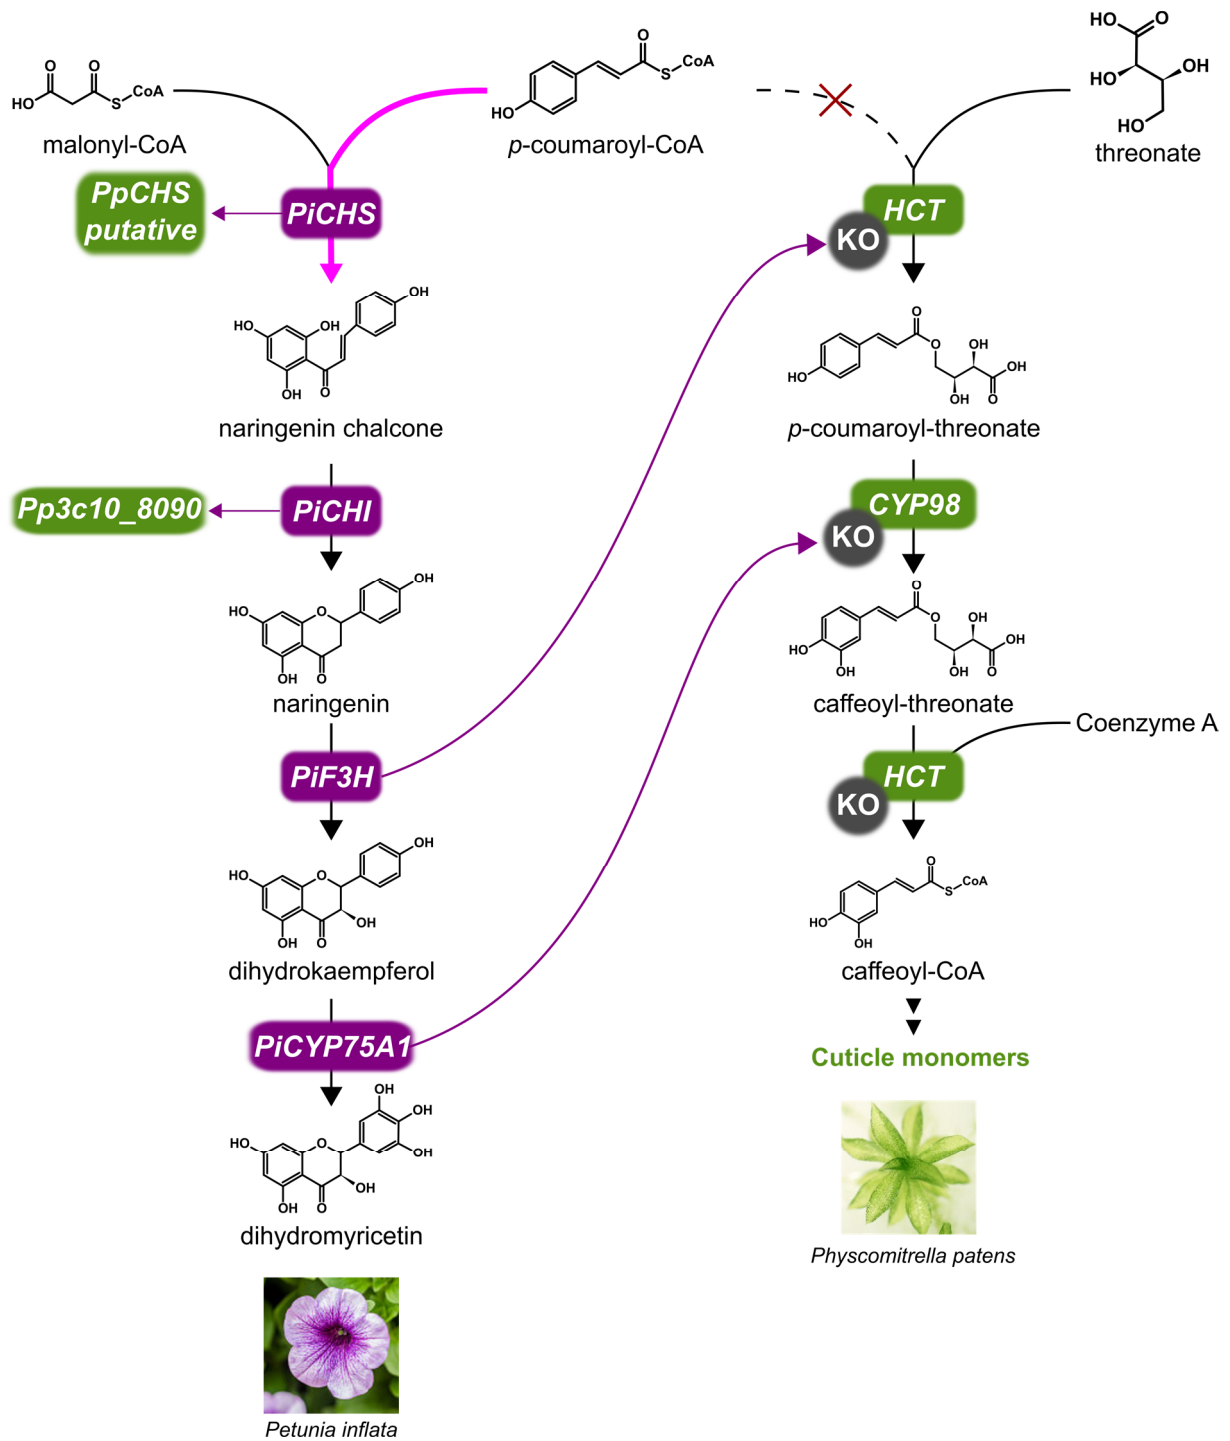 malonyl-CoA
p-coumaroyl-CoA
threonate
O
O
HO
S
CoA
O
S
CoA
HO
HO
O
HO
OH
HO
PpCHS
putative
PiCHS
HCT
KO
OH
HO
OH
OH
O
naringenin chalcone
O
O
OH
HO
OH
OH
O
p-coumaroyl-threonate
Pp3c10_8090
PiCHI
CYP98
KO
OH
HO
O
OH
O
naringenin
O
O
OH
HO
OH
OH
OH
O
caffeoyl-threonate
Coenzyme A
PiF3H
HCT
KO
OH
HO
O
OH
OH
O
dihydrokaempferol
O
S
CoA
HO
OH
caffeoyl-CoA
PiCYP75A1
Cuticle monomers
OH
OH
OH
HO
O
OH
OH
O
dihydromyricetin
Physcomitrella patens
Petunia inflata